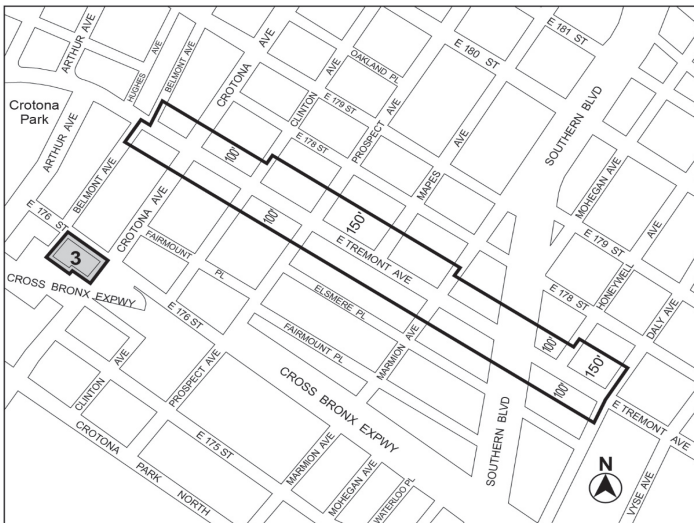 E 181 ST
ARTHUR AVE
HUGHES AVE
BELMONT AVE
CROTONA AVE
E 180 ST
OAKLAND PL
CLINTON AVE
E 179 ST
PROSPECT AVE
SOUTHERN BLVD
Crotona
Park
ARTHUR AVE
E 178 ST
100'
MAPES AVE
MOHEGAN AVE
BELMONT AVE
E 176 ST
CROTONA AVE
100'
150'
E TREMONT AVE
E 179 ST
FAIRMOUNT PL
3
CROSS BRONX EXPWY
E 178 ST
HONEYWELL AVE
ELSMERE PL
E 176 ST
DALY AVE
FAIRMOUNT PL
100'
150'
MARMION AVE
PROSPECT AVE
CLINTON AVE
CROSS BRONX EXPWY
100'
SOUTHERN BLVD
E TREMONT AVE
CROTONA PARK NORTH
E 175 ST
MARMION AVE
MOHEGAN AVE
WATERLOO PL
N
VYSE AVE